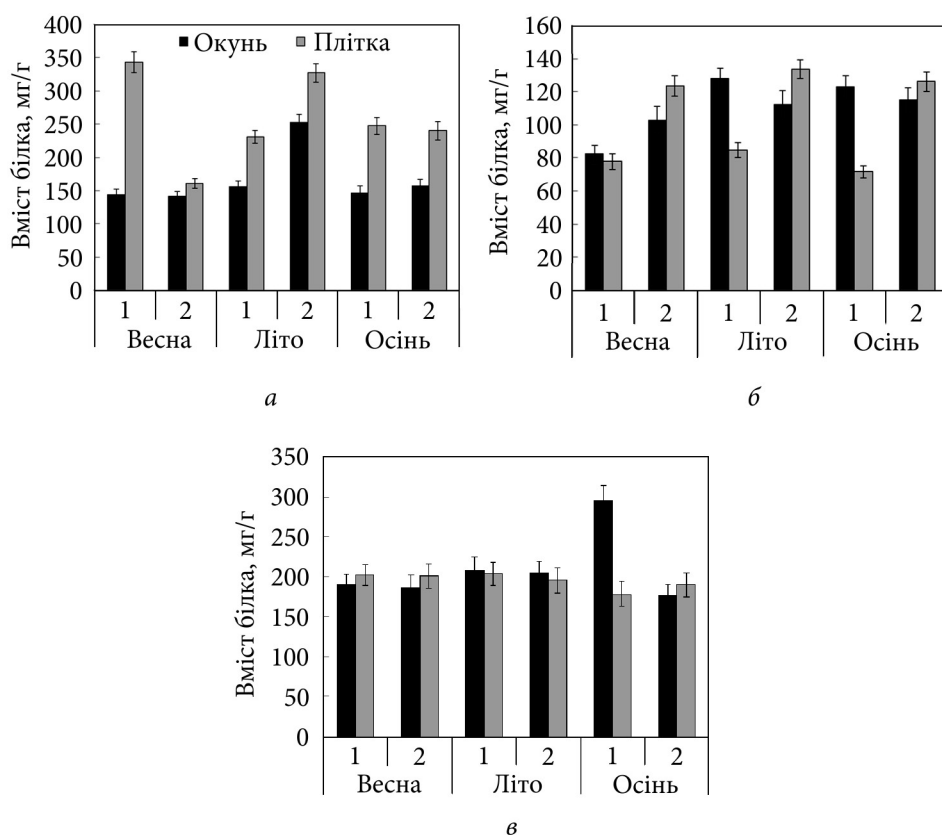 400
350
300
250
200
150
100
50
0
Вміст білка, мг/г
Окунь Плітка
1 2 1 2 1 2
Весна Літо Осінь
а
160
140
120
100
80
60
40
20
0
Вміст білка, мг/г
1 2 1 2 1 2
Весна Літо Осінь
б
350
300
250
200
150
100
50
0
Вміст білка, мг/г
1 2 1 2 1 2
Весна Літо Осінь
в